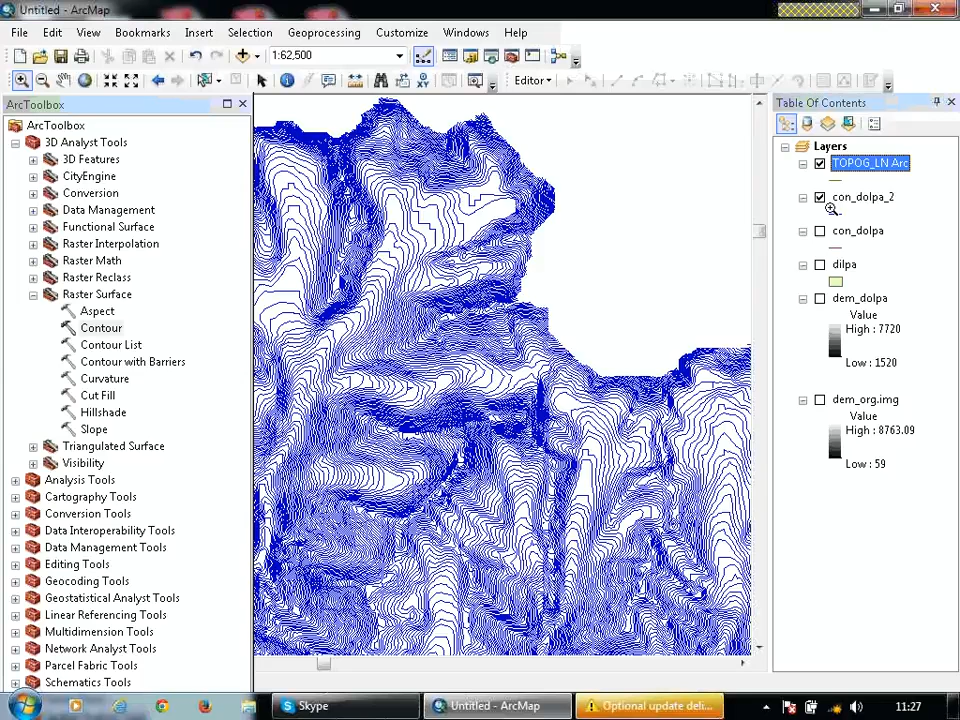 Untitled - ArcMap
File Edit View Bookmarks Insert Selection Geoprocessing Customize Windows Help
1:62,500
Editor
ArcToolbox
ArcToolbox
3D Analyst Tools
3D Features
CityEngine
Conversion
Data Management
Functional Surface
Raster Interpolation
Raster Math
Raster Reclass
Raster Surface
Aspect
Contour
Contour List
Contour with Barriers
Curvature
Cut Fill
Hillshade
Slope
Triangulated Surface
Visibility
Analysis Tools
Cartography Tools
Conversion Tools
Data Interoperability Tools
Data Management Tools
Editing Tools
Geocoding Tools
Geostatistical Analyst Tools
Linear Referencing Tools
Multidimension Tools
Network Analyst Tools
Parcel Fabric Tools
Schematics Tools
Table Of Contents
Layers
TOPOG_LN Arc
con_dolpa_2
con_dolpa
dilpa
dem_dolpa
Value
High : 7720
Low : 1520
dem_org.img
Value
High : 8763.09
Low : 59
Skype
Untitled - ArcMap
Optional update deli...
11:27